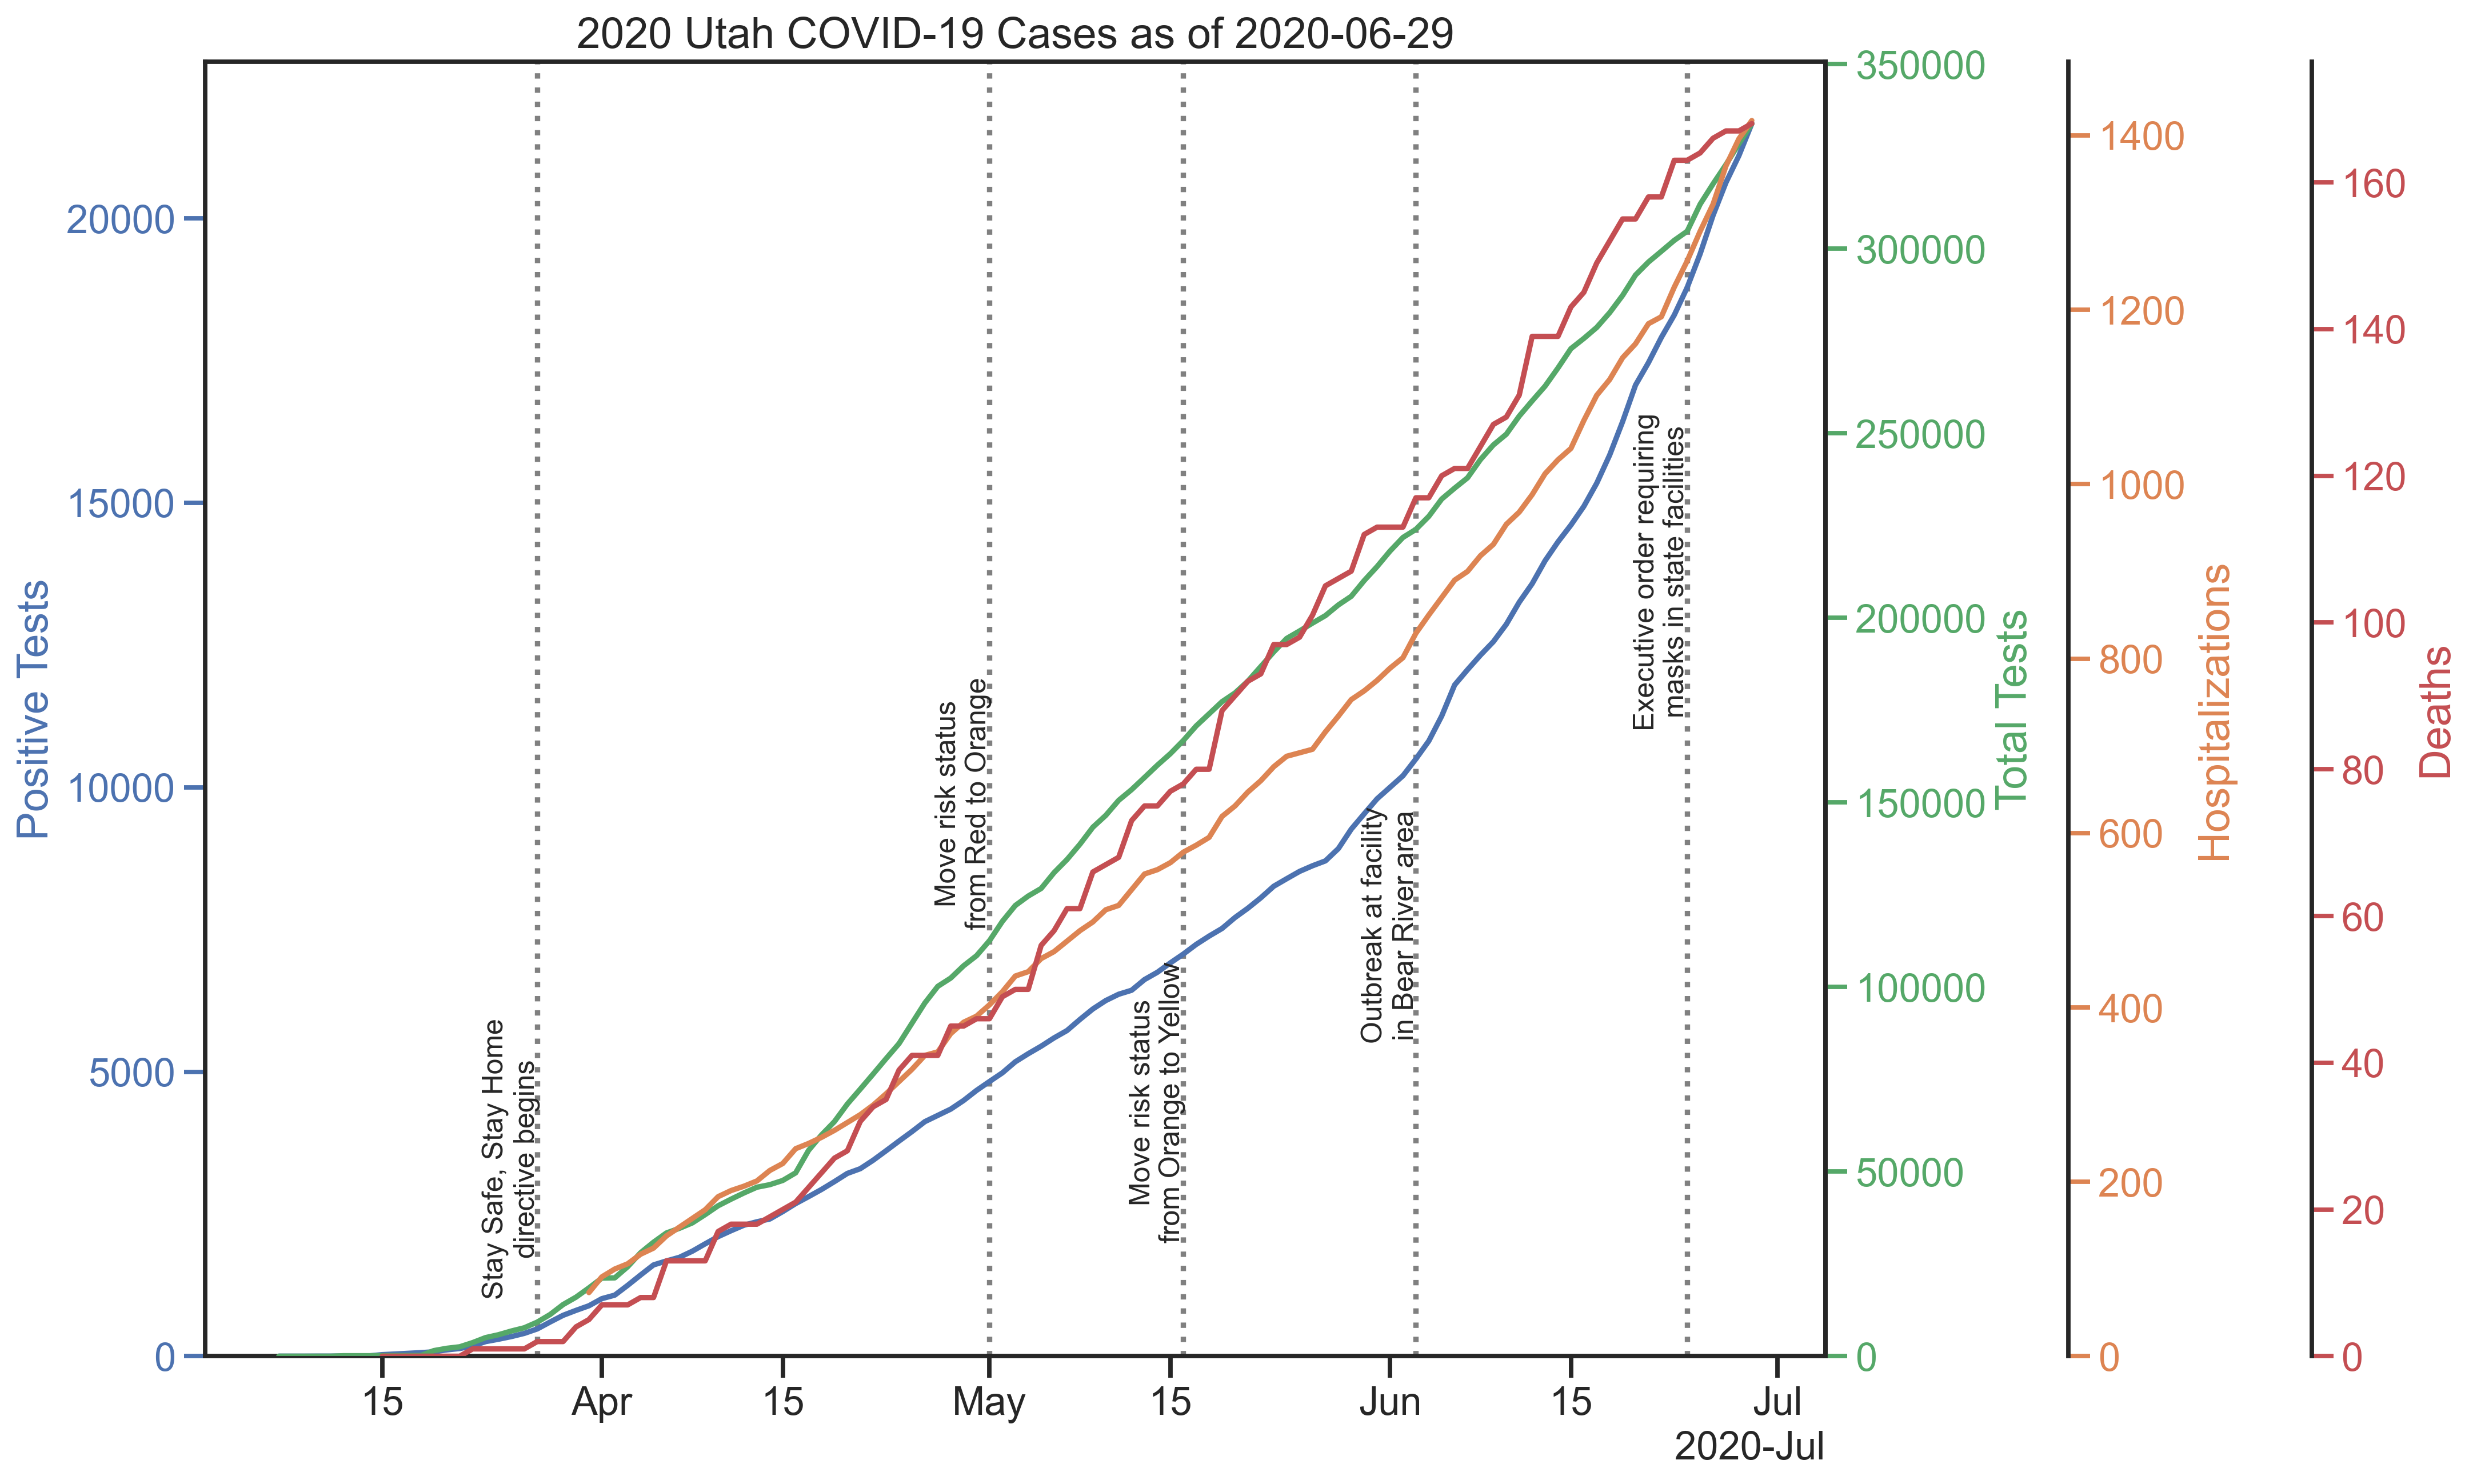 2020 Utah COVID-19 Cases as of 2020-06-29
Positive Tests
20000
15000
10000
5000
0
Stay Safe, Stay Home
directive begins
Move risk status
from Red to Orange
Move risk status
from Orange to Yellow
Outbreak at facility
in Bear River area
Executive order requiring
masks in state facilities
350000
300000
250000
200000
150000
100000
50000
0
Total Tests
1400
1200
1000
800
600
400
200
0
Hospitalizations
160
140
120
100
80
60
40
20
0
Deaths
15 Apr 15 May 15 Jun 15 Jul
2020-Jul